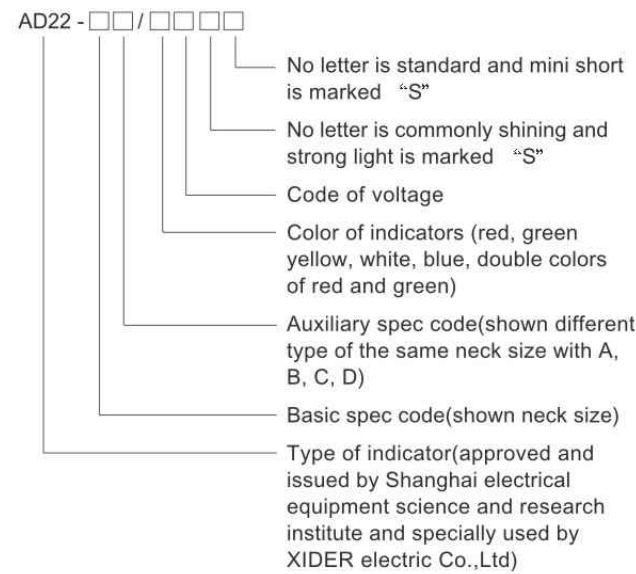 AD22 - □□ / □□ □□
No letter is standard and mini short
is marked “S”
No letter is commonly shining and
strong light is marked “S”
Code of voltage
Color of indicators (red, green
yellow, white, blue, double colors
of red and green)
Auxiliary spec code(shown different
type of the same neck size with A,
B, C, D)
Basic spec code(shown neck size)
Type of indicator(approved and
issued by Shanghai electrical
equipment science and research
institute and specially used by
XIDER electric Co.,Ltd)